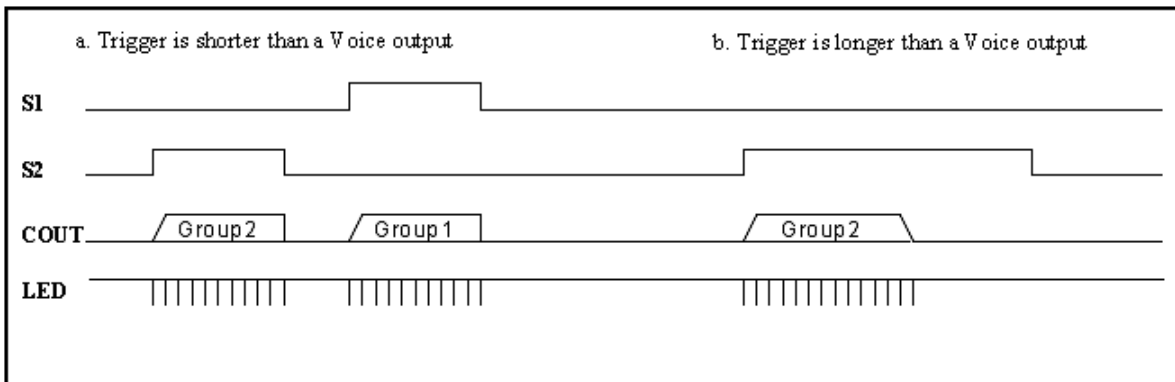 a. Trigger is shorter than a Voice output
b. Trigger is longer than a Voice output
S1
S2
COUT
Group2
Group1
Group2
LED